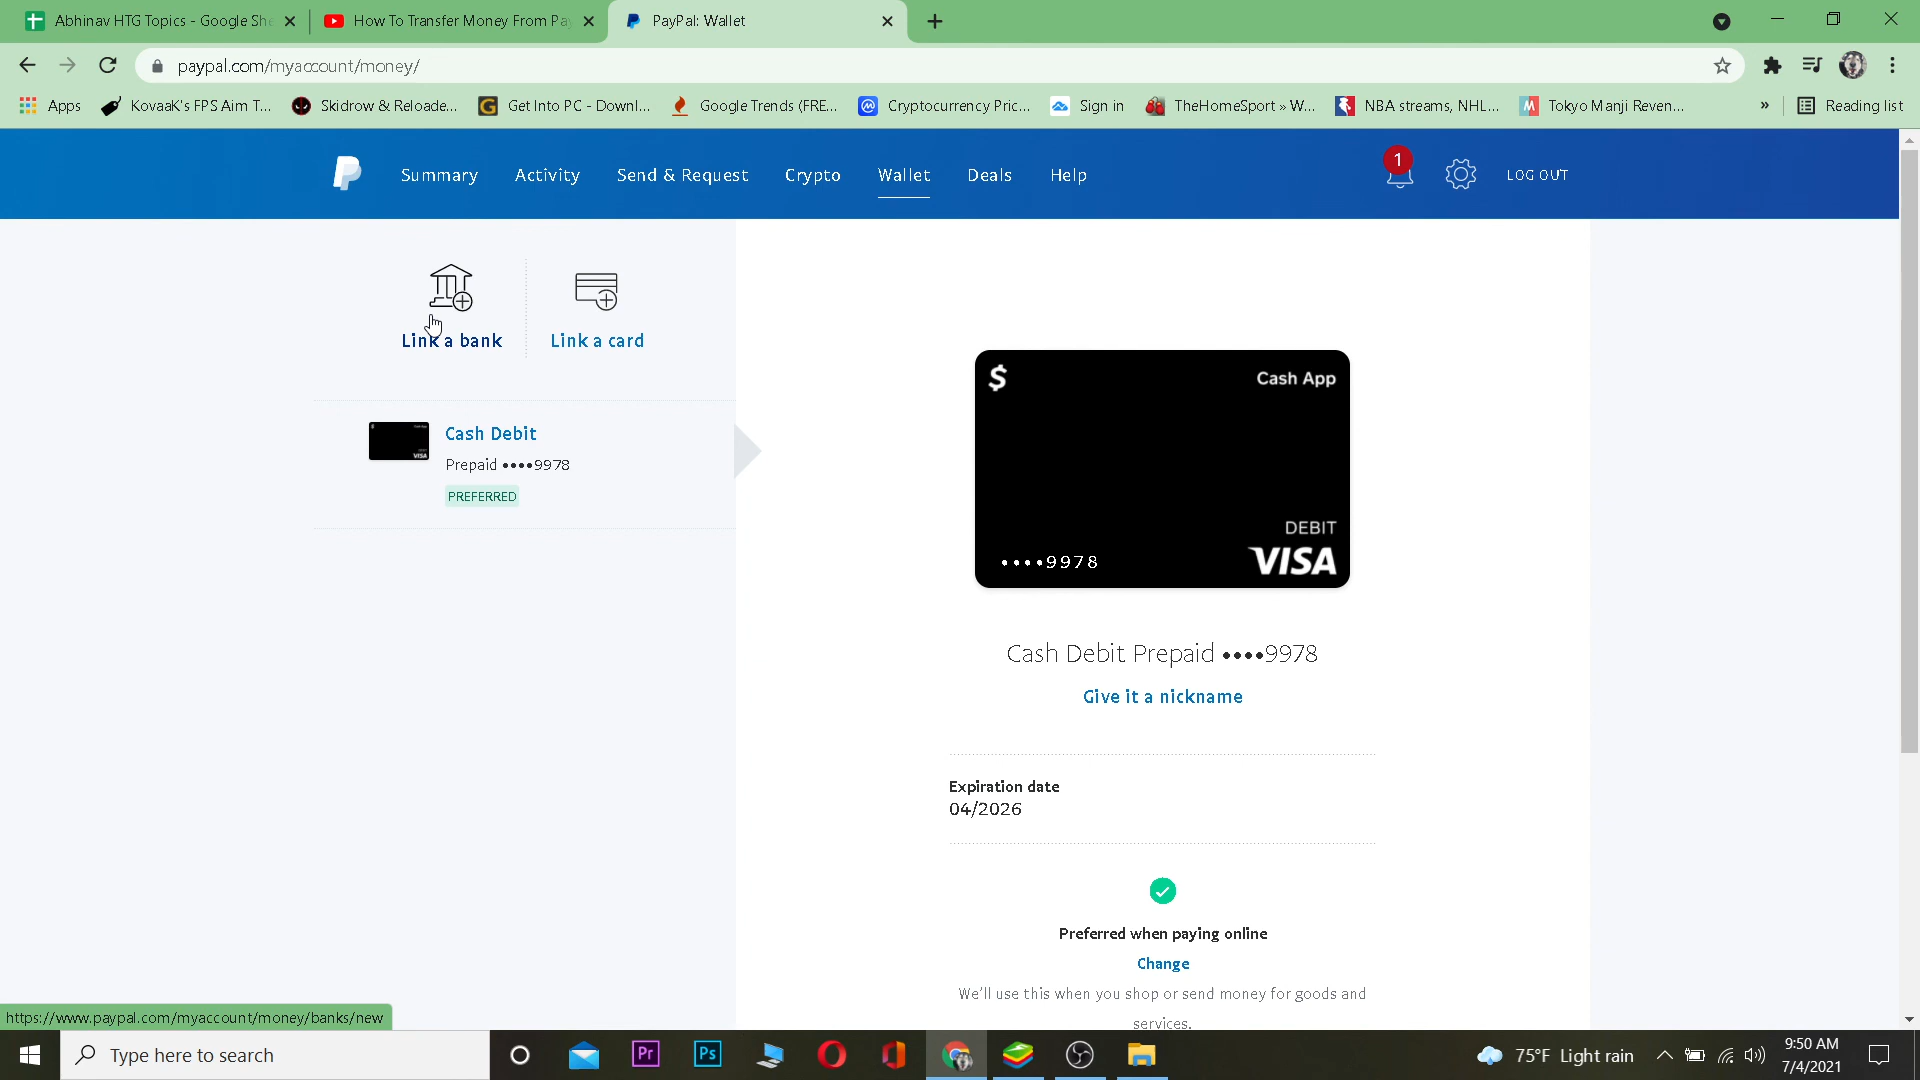 Abhinav HTG Topics - Google She
How To Transfer Money From Pay
PayPal: Wallet
paypal.com/myaccount/money/
Apps
KovaaK's FPS Aim T...
Skidrow & Reloade...
Get Into PC - Downl...
Google Trends (FRE...
Cryptocurrency Pric...
Sign in
TheHomeSport » W...
NBA streams, NHL...
Tokyo Manji Reven...
»
Reading list
Summary
Activity
Send & Request
Crypto
Wallet
Deals
Help
1
LOG OUT
Link a bank
Link a card
Cash Debit
Prepaid ••••9978
PREFERRED
$
Cash App
DEBIT
••••9978
VISA
Cash Debit Prepaid ••••9978
Give it a nickname
Expiration date
04/2026
Preferred when paying online
Change
We'll use this when you shop or send money for goods and
services.
https://www.paypal.com/myaccount/money/banks/new
Type here to search
Pr
Ps
75°F Light rain
9:50 AM
7/4/2021